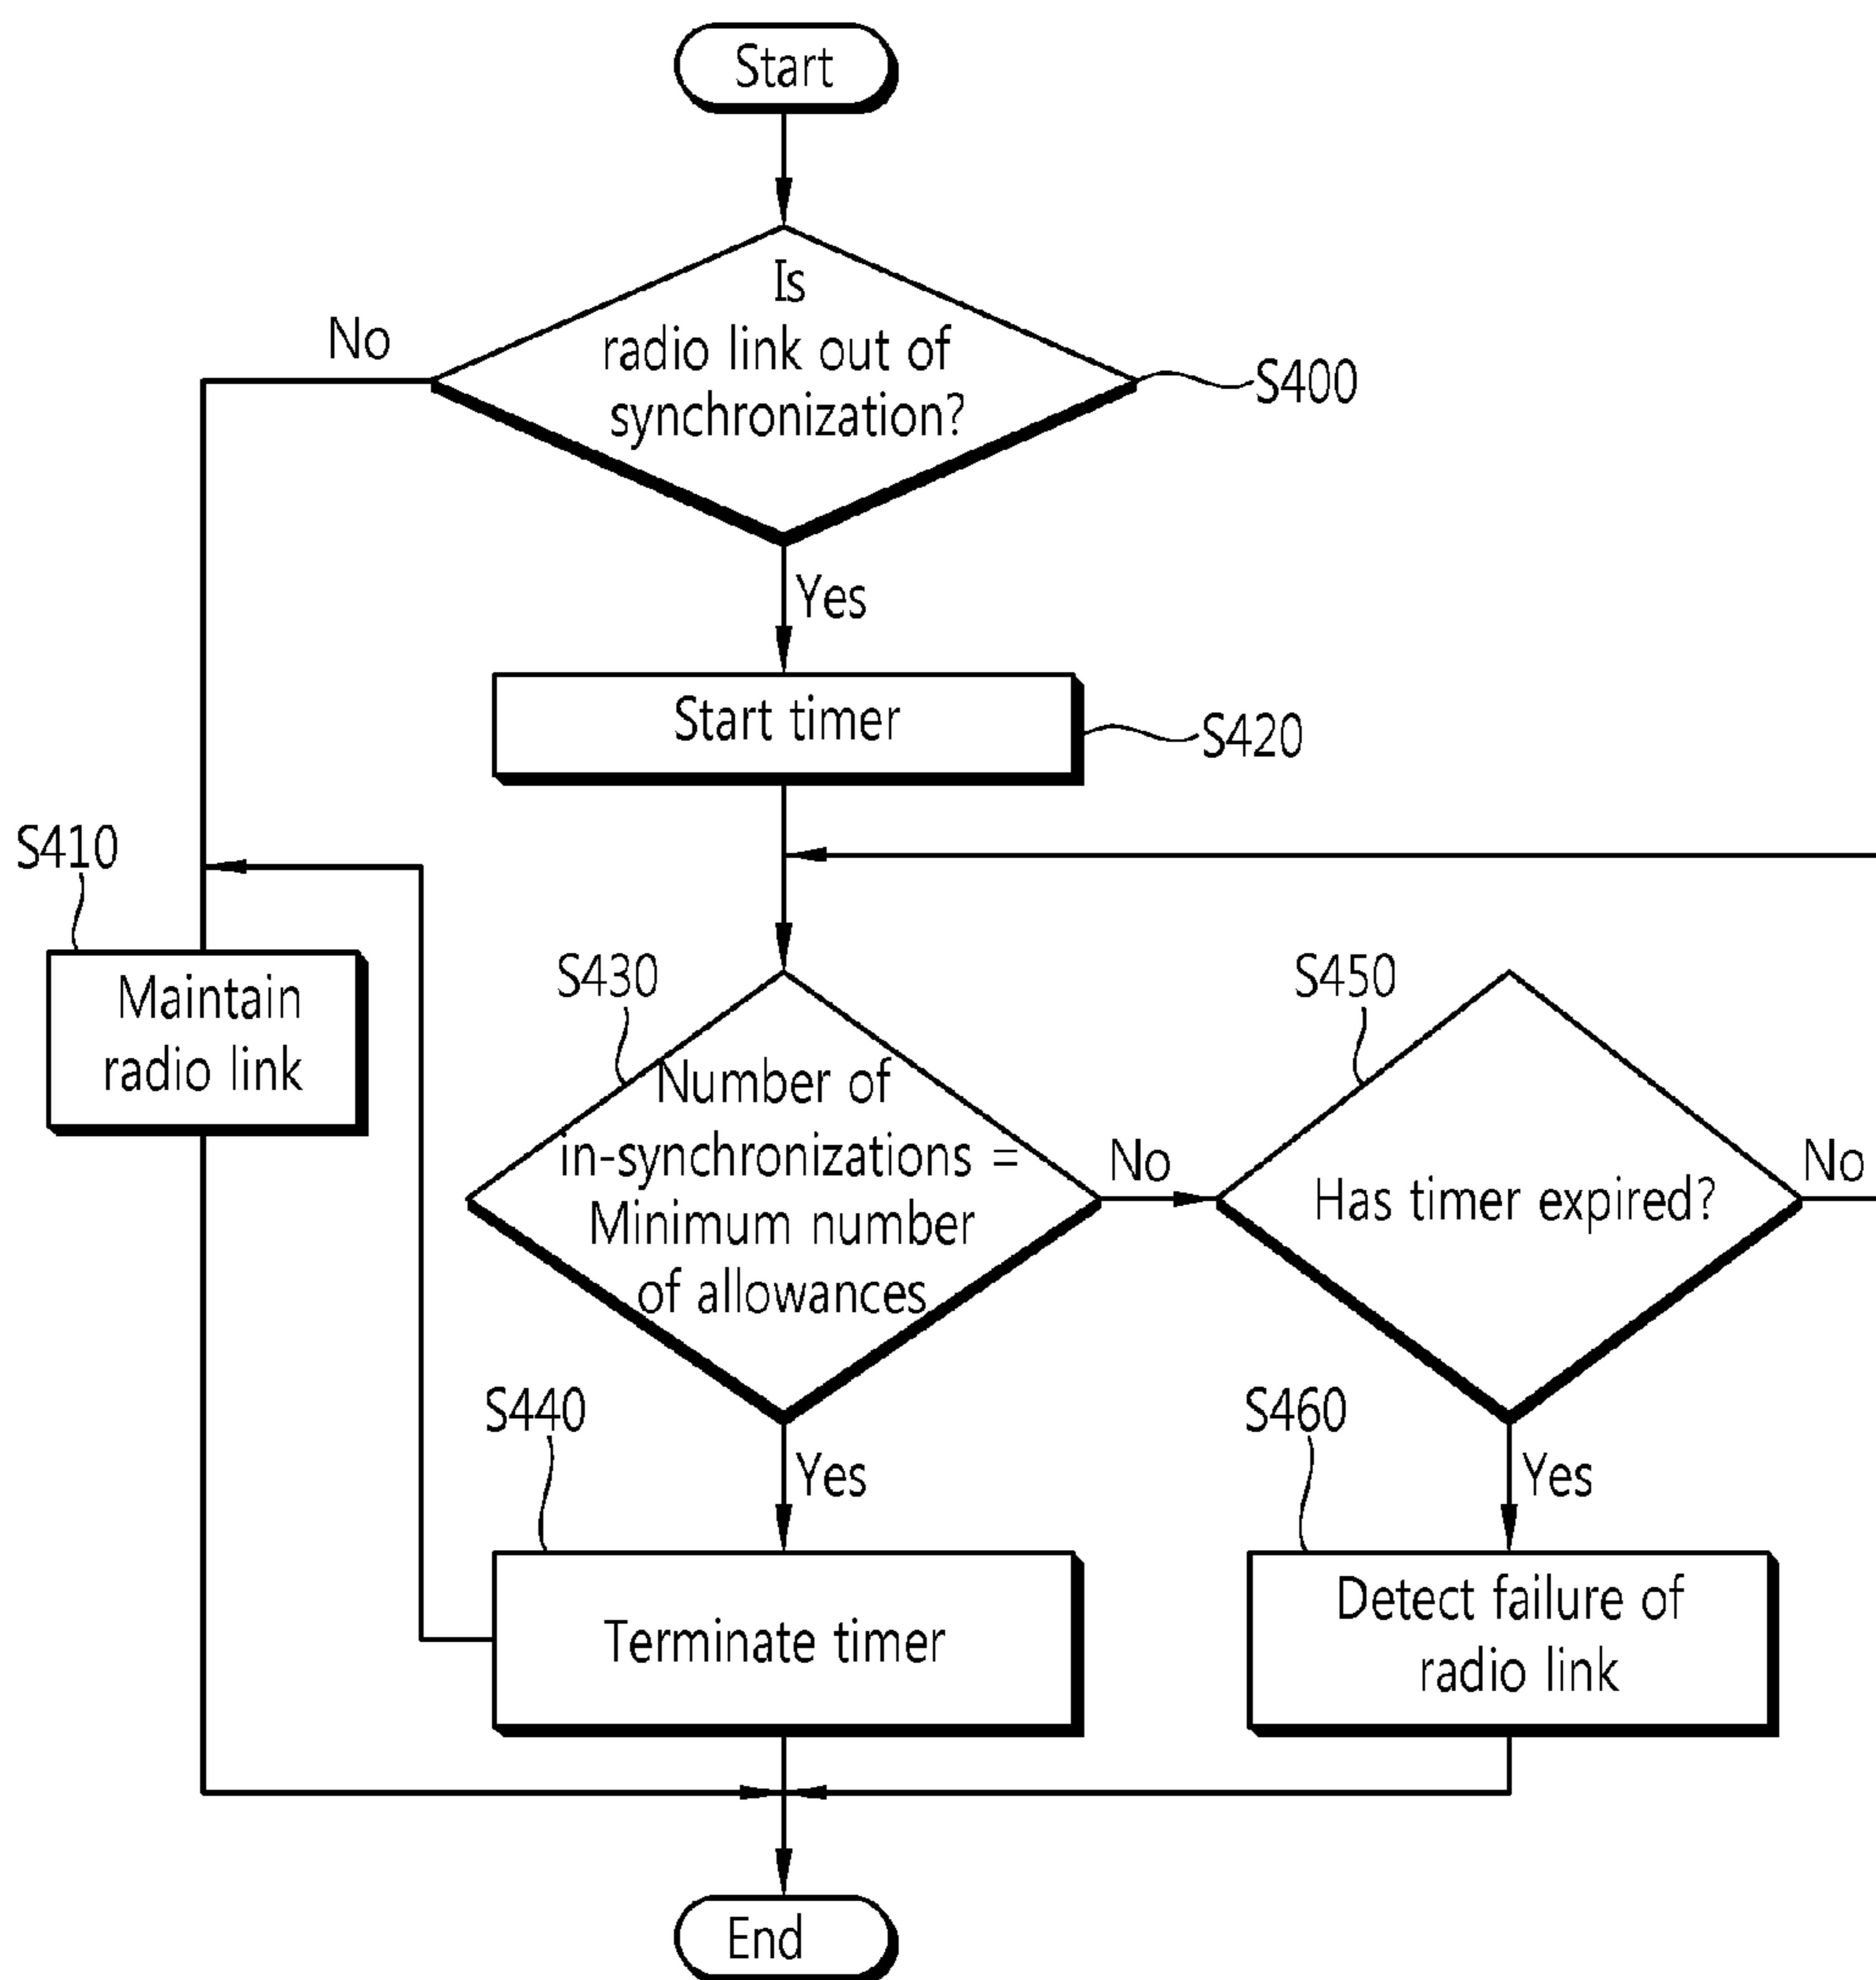 Start
Is
radio link out of
synchronization?
No
S400
Yes
Start timer
S420
S410
Maintain
radio link
S430
Number of
in-synchronizations =
Minimum number
of allowances
No
S450
Has timer expired?
No
S440
Yes
Terminate timer
S460
Yes
Detect failure of
radio link
End